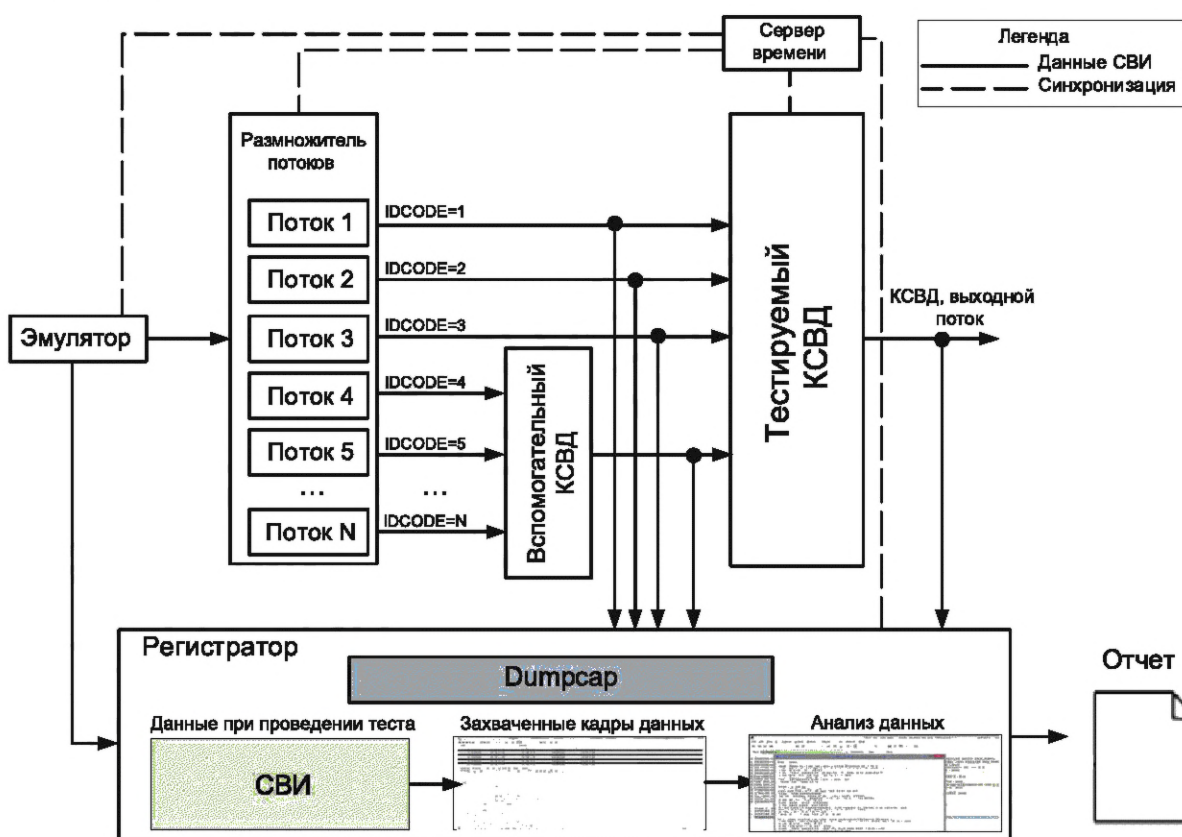 Сервер
времени
Легенда
Данные СВИ
Синхронизация
Размножитель
потоков
Поток 1
IDCODE=1
Поток 2
IDCODE=2
Поток 3
IDCODE=3
Поток 4
IDCODE=4
Поток 5
IDCODE=5
...
...
Поток N
IDCODE=N
Эмулятор
Вспомогательный
КСВД
Тестируемый
КСВД
КСВД, выходной
поток
Регистратор
Dumpcap
Данные при проведении теста
Захваченные кадры данных
Анализ данных
СВИ
Отчет